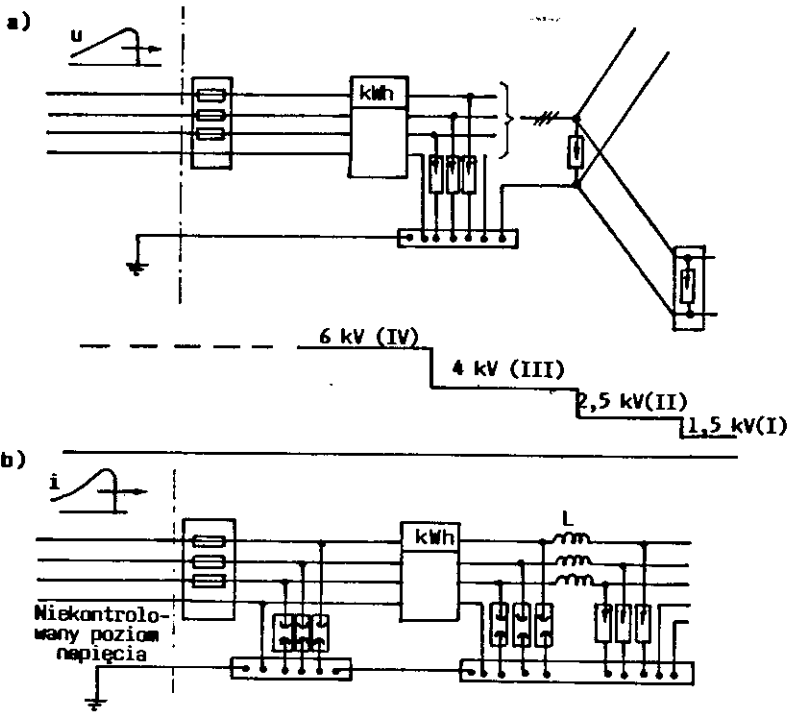 a)
u
kWh
6 kV (IV)
4 kV (III)
2,5 kV(II)
1,5 kV(I)
b)
i
kWh
L
Niekontrolo-
wany poziom
napięcia